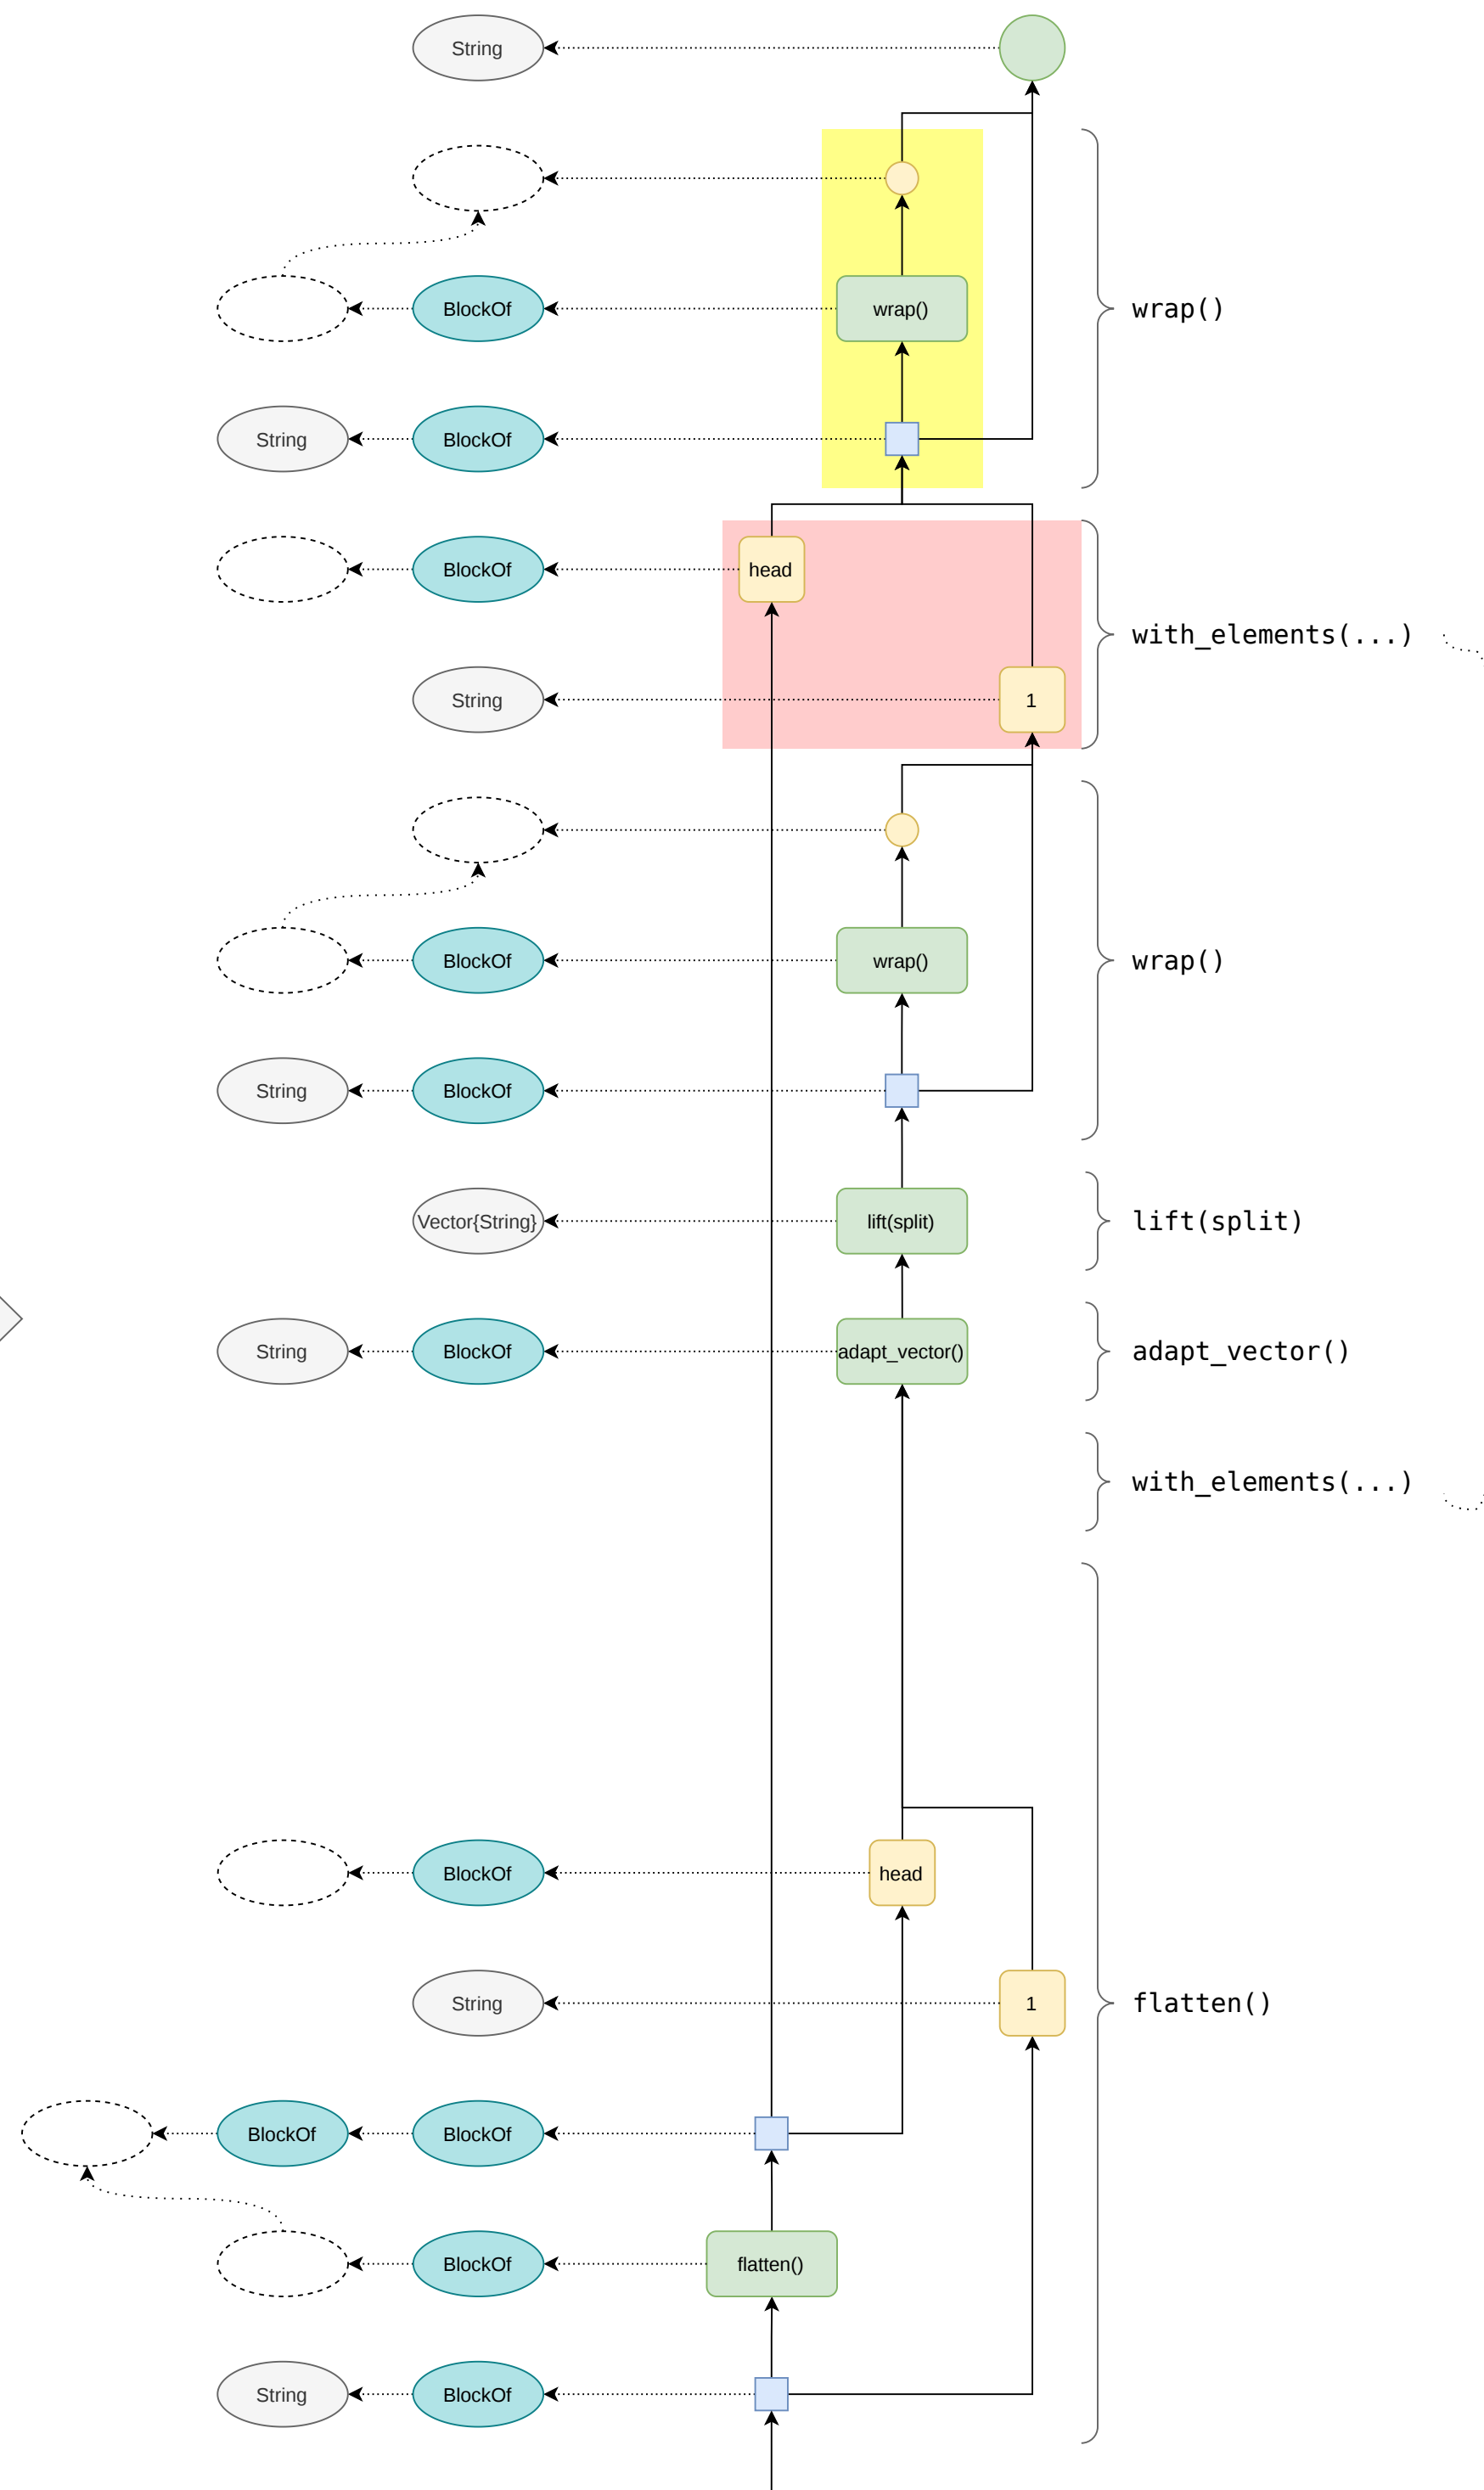 String
BlockOf
wrap()
wrap()
String
BlockOf
BlockOf
head
with_elements(...)
String
1
BlockOf
wrap()
wrap()
String
BlockOf
Vector{String}
lift(split)
lift(split)
String
BlockOf
adapt_vector()
adapt_vector()
with_elements(...)
BlockOf
head
String
1
flatten()
BlockOf
BlockOf
BlockOf
flatten()
String
BlockOf